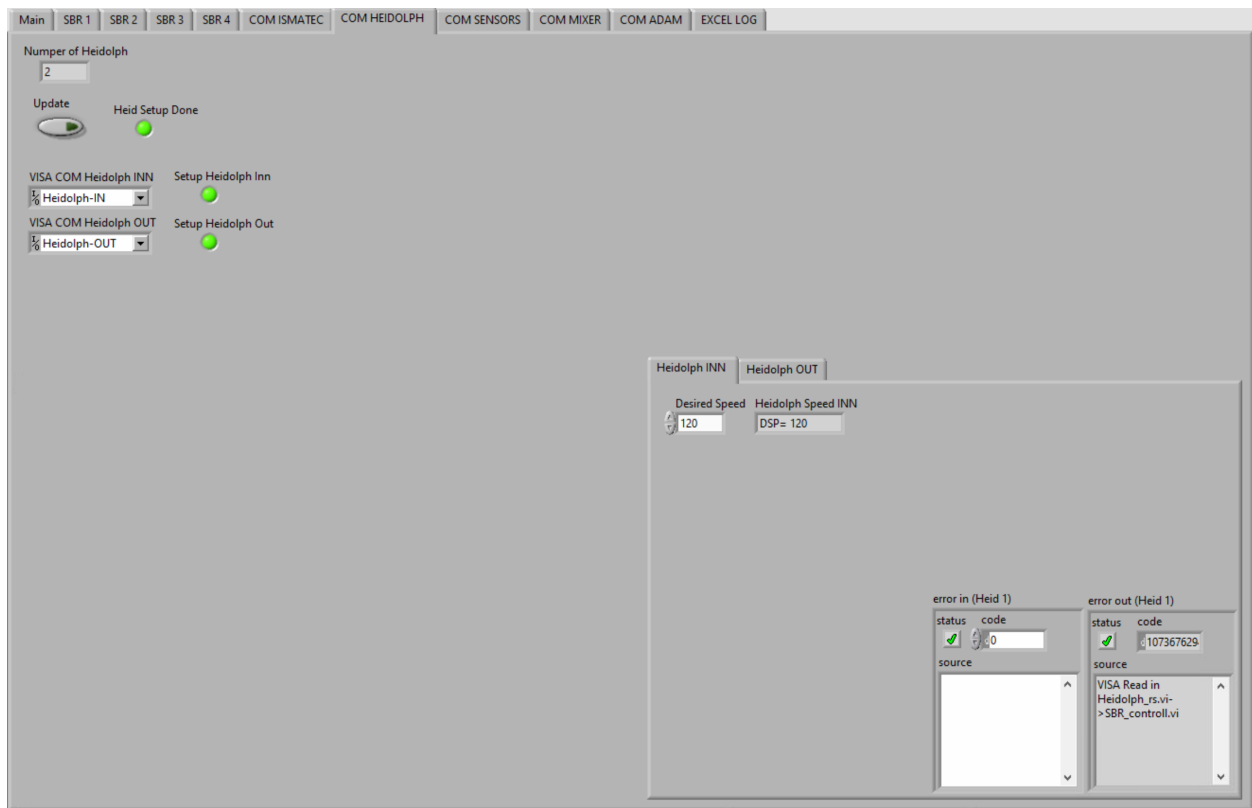 Main SBR 1 SBR 2 SBR 3 SBR 4 COM ISMATEC COM HEIDOLPH COM SENSORS COM MIXER COM ADAM EXCEL LOG
Numper of Heidolph
2
Update
Heid Setup Done
VISA COM Heidolph INN Setup Heidolph Inn
Heidolph-IN
VISA COM Heidolph OUT Setup Heidolph Out
Heidolph-OUT
Heidolph INN Heidolph OUT
Desired Speed Heidolph Speed INN
120 DSP= 120
error in (Heid 1) error out (Heid 1)
status code status code
d0 107367629
source source
VISA Read in
Heidolph_rs.vi-
>SBR_controll.vi